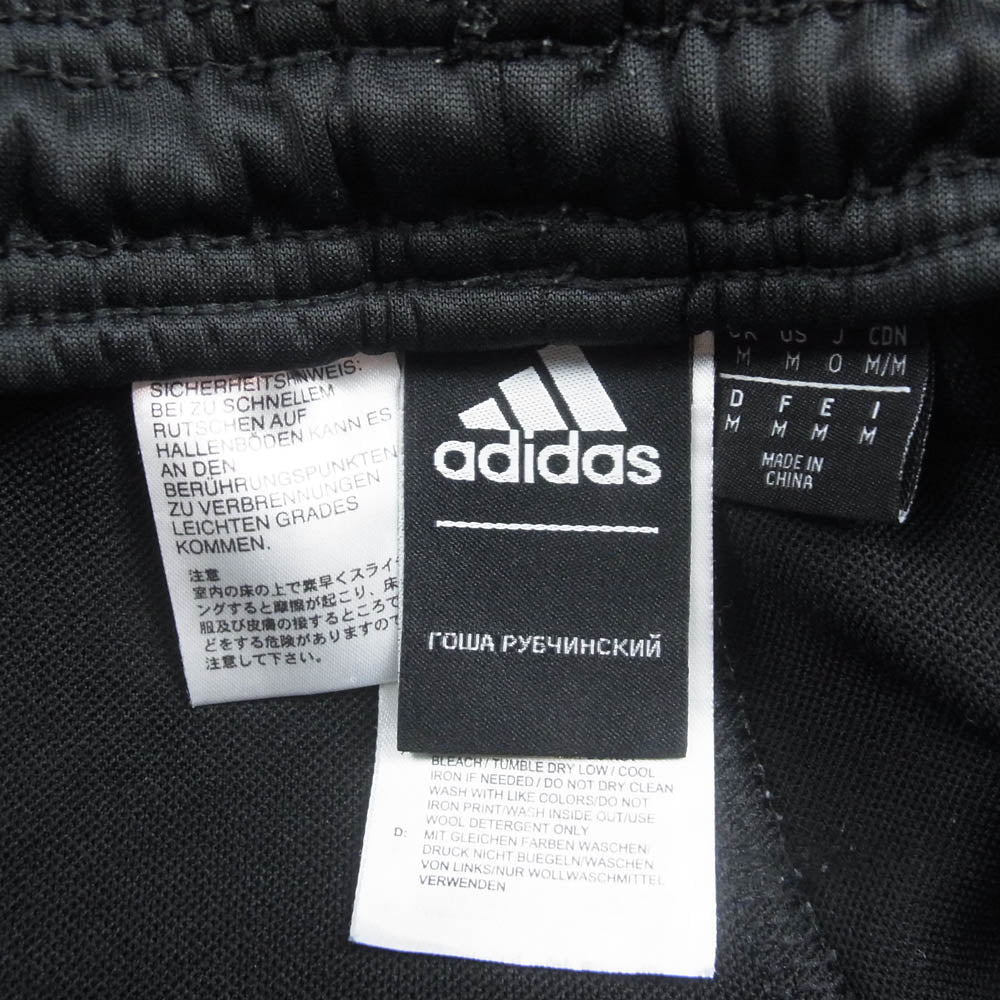 SICHERHEITSHINWEIS:
BEI ZU SCHNELLEM
RUTSCHEN AUF
HALLENBÖDEN KANN ES
AN DEN
BERÜHRUNGSPUNKTEN
ZU VERBRENNUNGEN
LEICHTEN GRADES
KOMMEN.
注意
室内の床の上で素早くスライ
ングすると摩擦が起こり、床
服及び皮膚の接するところで
どをする危険がありますので
注意して下さい。
adidas
ГОША РУБЧИНСКИЙ
BLEACH / TUMBLE DRY LOW / COOL
IRON IF NEEDED / DO NOT DRY CLEAN
WASH WITH LIKE COLORS/DO NOT
IRON PRINT/WASH INSIDE OUT/USE
WOOL DETERGENT ONLY
D: MIT GLEICHEN FARBEN WASCHEN/
DRUCK NICHT BUEGELN/WASCHEN
VON LINKS/NUR WOLLWASCHMITTEL
VERWENDEN
US J CDN
M M O M/M
D F E I
M M M M
MADE IN
CHINA